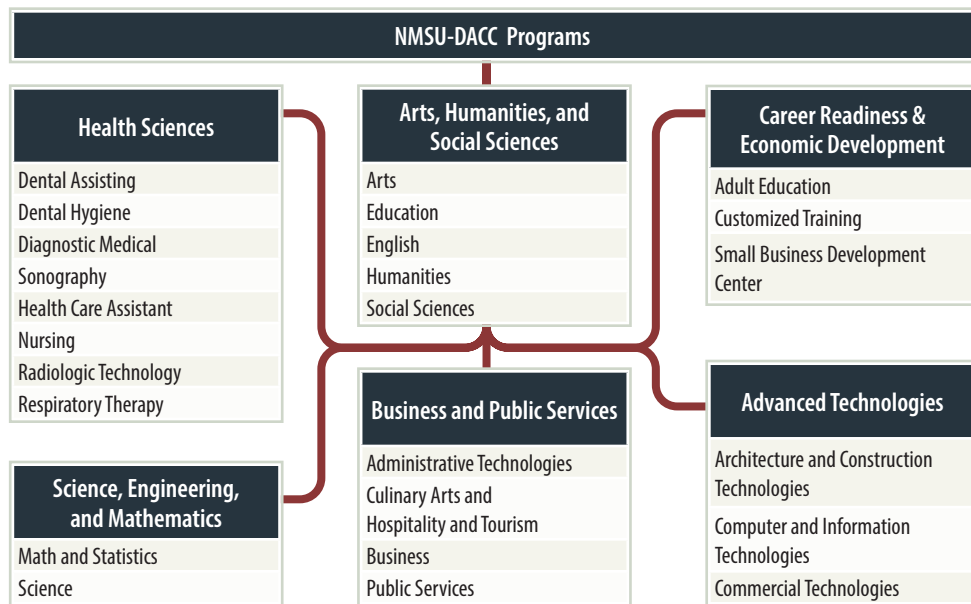 NMSU-DACC Programs
Health Sciences
Dental Assisting
Dental Hygiene
Diagnostic Medical
Sonography
Health Care Assistant
Nursing
Radiologic Technology
Respiratory Therapy
Arts, Humanities, and
Social Sciences
Arts
Education
English
Humanities
Social Sciences
Career Readiness &
Economic Development
Adult Education
Customized Training
Small Business Development
Center
Science, Engineering,
and Mathematics
Math and Statistics
Science
Business and Public Services
Administrative Technologies
Culinary Arts and
Hospitality and Tourism
Business
Public Services
Advanced Technologies
Architecture and Construction
Technologies
Computer and Information
Technologies
Commercial Technologies